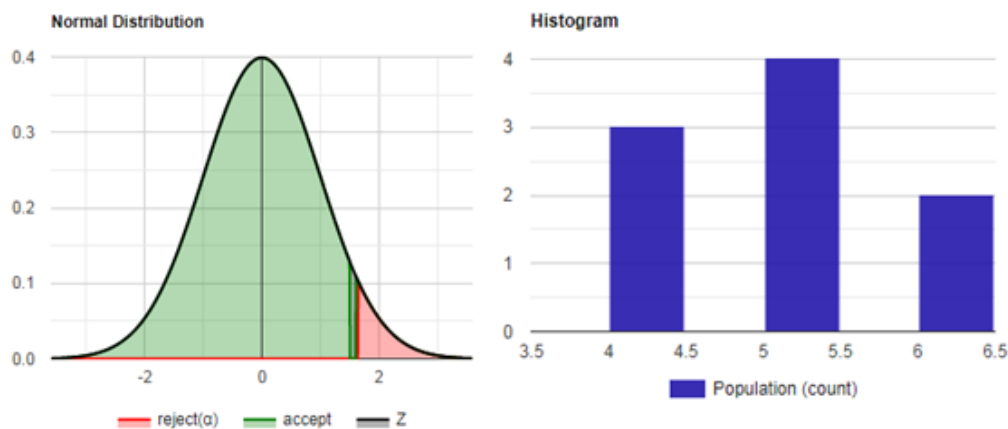 Normal Distribution
0.4
0.3
0.2
0.1
0.0
-2 0 2
reject(α) accept Z
Histogram
4
3
2
1
0
3.5 4 4.5 5 5.5 6 6.5
Population (count)